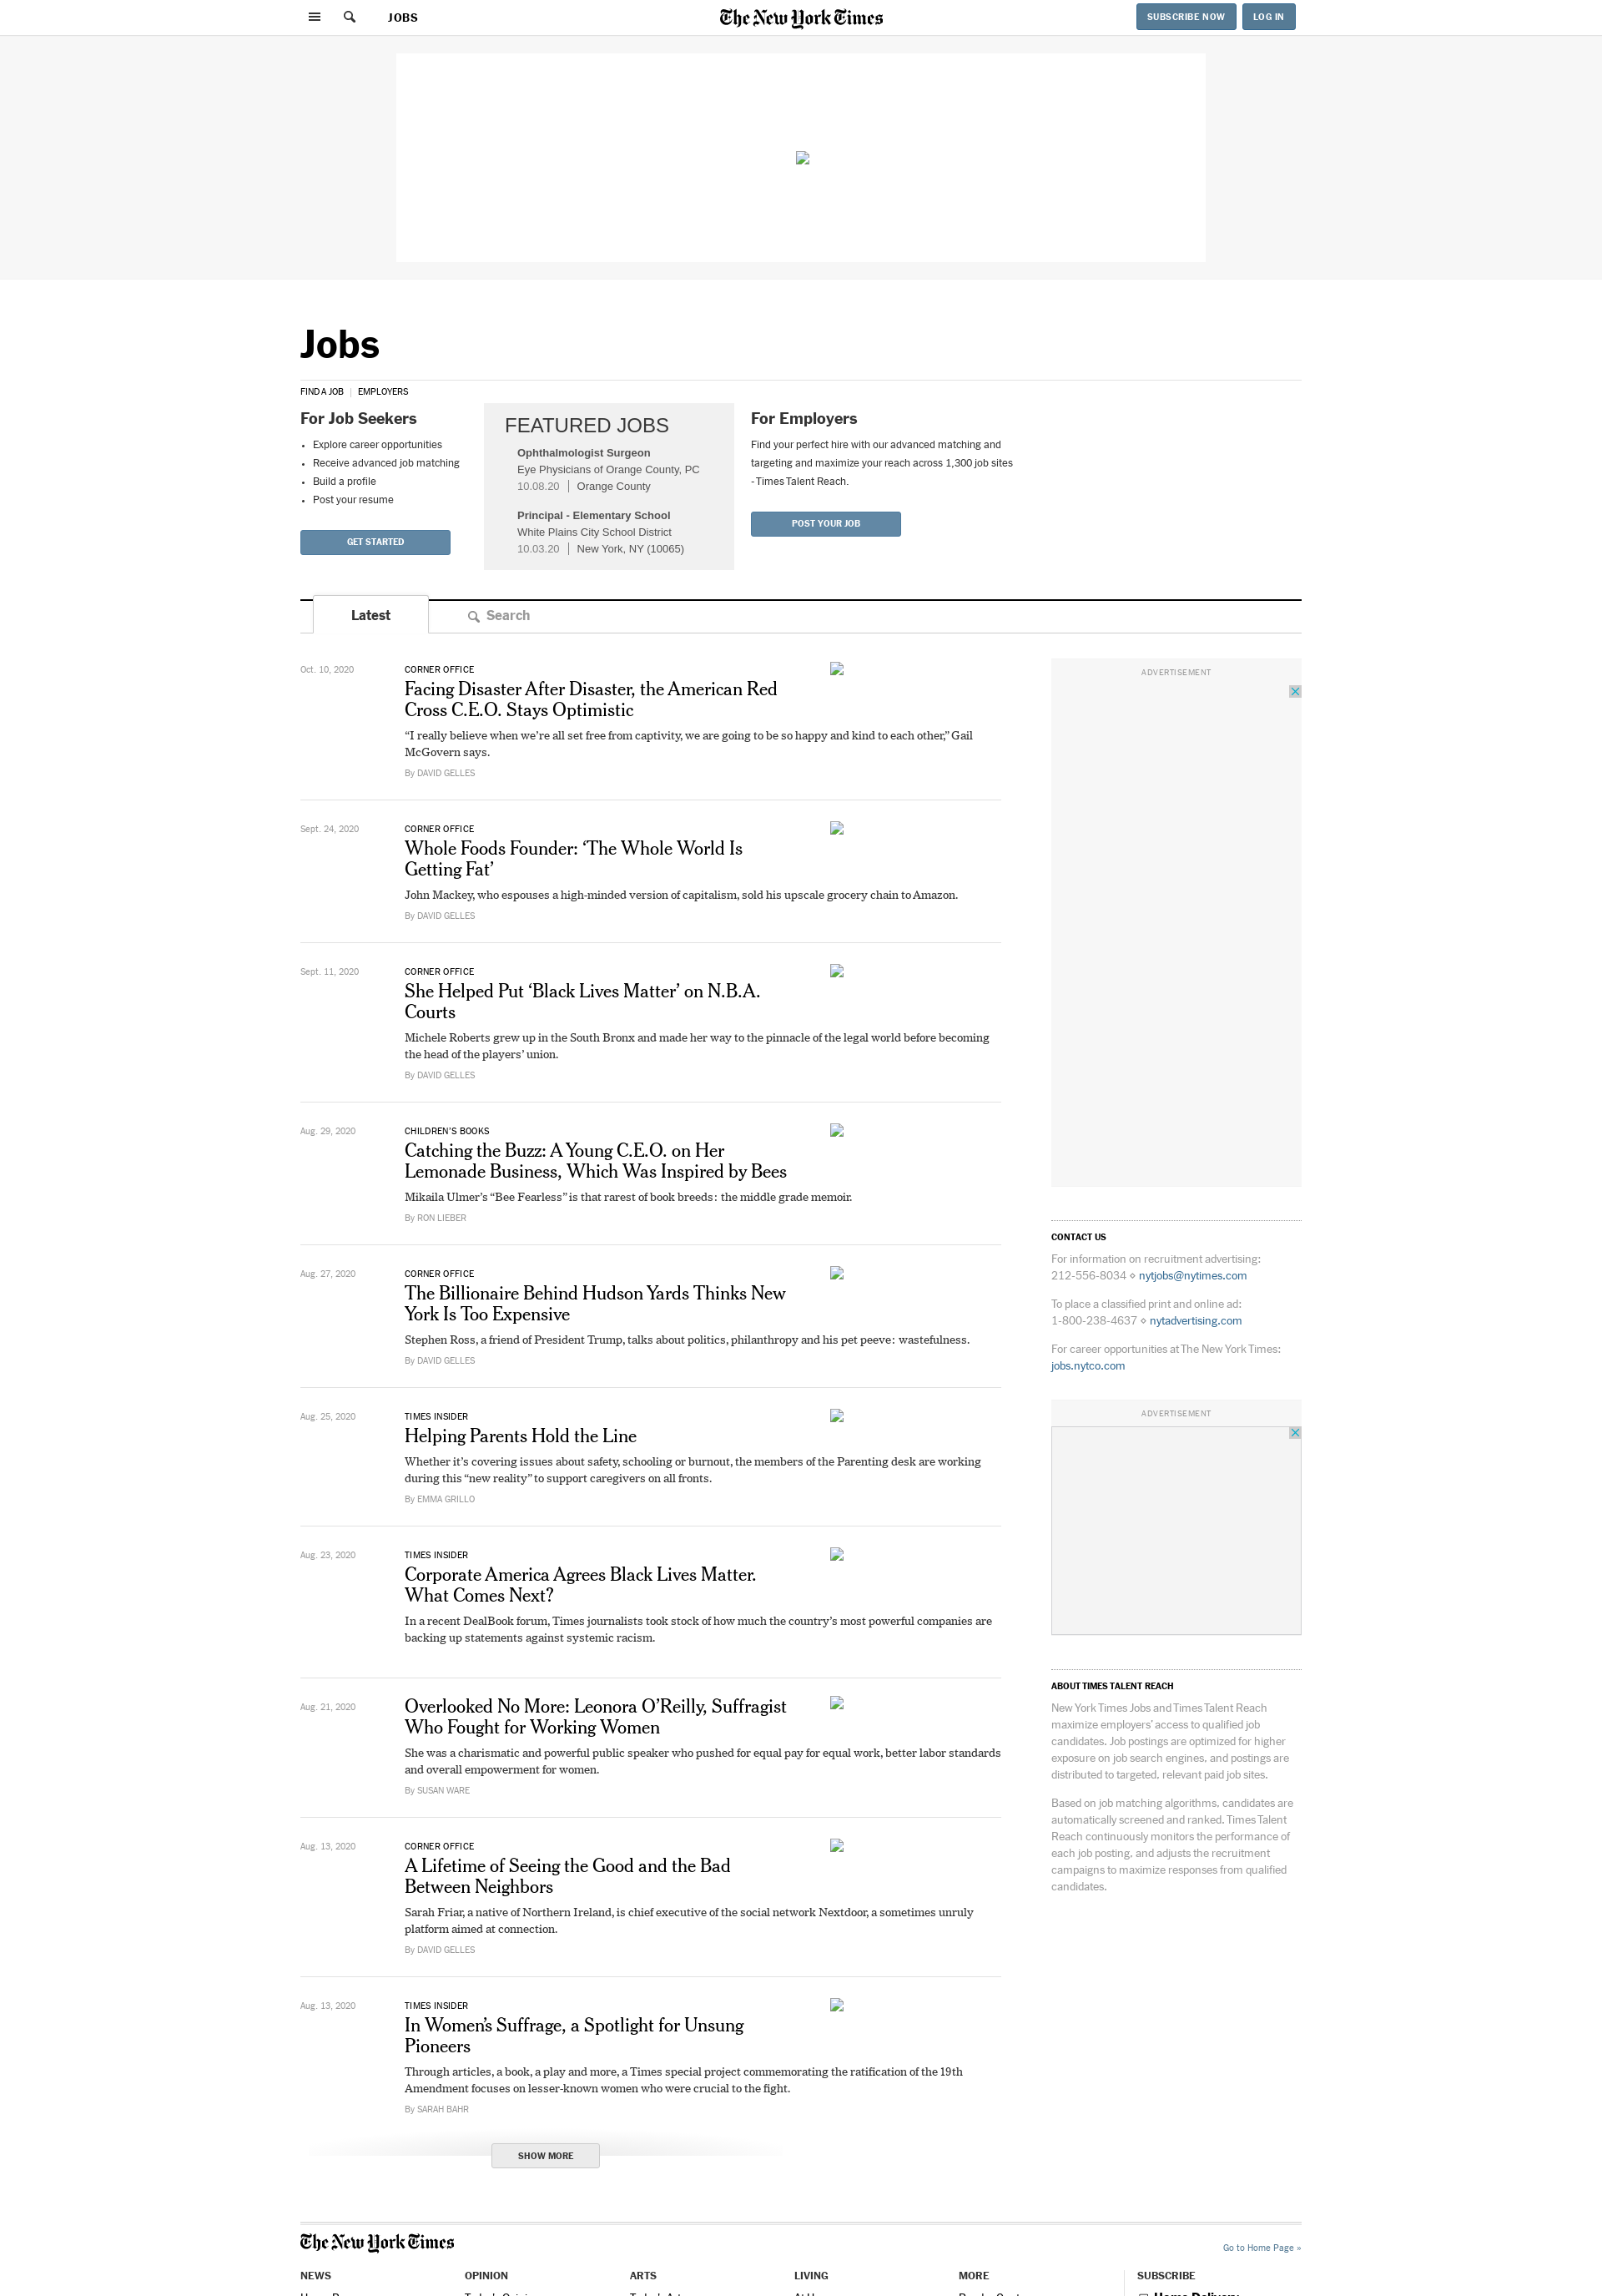 JOBS
The New York Times
SUBSCRIBE NOW
LOG IN
Jobs
FIND A JOB | EMPLOYERS
For Job Seekers
• Explore career opportunities
• Receive advanced job matching
• Build a profile
• Post your resume
GET STARTED
FEATURED JOBS
Ophthalmologist Surgeon
Eye Physicians of Orange County, PC
10.08.20 | Orange County
Principal - Elementary School
White Plains City School District
10.03.20 | New York, NY (10065)
For Employers
Find your perfect hire with our advanced matching and
targeting and maximize your reach across 1,300 job sites
- Times Talent Reach.
POST YOUR JOB
Latest
Search
Oct. 10, 2020
CORNER OFFICE
Facing Disaster After Disaster, the American Red
Cross C.E.O. Stays Optimistic
“I really believe when we’re all set free from captivity, we are going to be so happy and kind to each other,” Gail
McGovern says.
By DAVID GELLES
Sept. 24, 2020
CORNER OFFICE
Whole Foods Founder: ‘The Whole World Is
Getting Fat’
John Mackey, who espouses a high-minded version of capitalism, sold his upscale grocery chain to Amazon.
By DAVID GELLES
Sept. 11, 2020
CORNER OFFICE
She Helped Put ‘Black Lives Matter’ on N.B.A.
Courts
Michele Roberts grew up in the South Bronx and made her way to the pinnacle of the legal world before becoming
the head of the players’ union.
By DAVID GELLES
Aug. 29, 2020
CHILDREN’S BOOKS
Catching the Buzz: A Young C.E.O. on Her
Lemonade Business, Which Was Inspired by Bees
Mikaila Ulmer’s “Bee Fearless” is that rarest of book breeds: the middle grade memoir.
By RON LIEBER
Aug. 27, 2020
CORNER OFFICE
The Billionaire Behind Hudson Yards Thinks New
York Is Too Expensive
Stephen Ross, a friend of President Trump, talks about politics, philanthropy and his pet peeve: wastefulness.
By DAVID GELLES
Aug. 25, 2020
TIMES INSIDER
Helping Parents Hold the Line
Whether it’s covering issues about safety, schooling or burnout, the members of the Parenting desk are working
during this “new reality” to support caregivers on all fronts.
By EMMA GRILLO
Aug. 23, 2020
TIMES INSIDER
Corporate America Agrees Black Lives Matter.
What Comes Next?
In a recent DealBook forum, Times journalists took stock of how much the country’s most powerful companies are
backing up statements against systemic racism.
Aug. 21, 2020
Overlooked No More: Leonora O’Reilly, Suffragist
Who Fought for Working Women
She was a charismatic and powerful public speaker who pushed for equal pay for equal work, better labor standards
and overall empowerment for women.
By SUSAN WARE
Aug. 13, 2020
CORNER OFFICE
A Lifetime of Seeing the Good and the Bad
Between Neighbors
Sarah Friar, a native of Northern Ireland, is chief executive of the social network Nextdoor, a sometimes unruly
platform aimed at connection.
By DAVID GELLES
Aug. 13, 2020
TIMES INSIDER
In Women’s Suffrage, a Spotlight for Unsung
Pioneers
Through articles, a book, a play and more, a Times special project commemorating the ratification of the 19th
Amendment focuses on lesser-known women who were crucial to the fight.
By SARAH BAHR
SHOW MORE
ADVERTISEMENT
CONTACT US
For information on recruitment advertising:
212-556-8034 ⋄ nytjobs@nytimes.com
To place a classified print and online ad:
1-800-238-4637 ⋄ nytadvertising.com
For career opportunities at The New York Times:
jobs.nytco.com
ADVERTISEMENT
ABOUT TIMES TALENT REACH
New York Times Jobs and Times Talent Reach
maximize employers’ access to qualified job
candidates. Job postings are optimized for higher
exposure on job search engines, and postings are
distributed to targeted, relevant paid job sites.
Based on job matching algorithms, candidates are
automatically screened and ranked. Times Talent
Reach continuously monitors the performance of
each job posting, and adjusts the recruitment
campaigns to maximize responses from qualified
candidates.
The New York Times
Go to Home Page »
NEWS
OPINION
ARTS
LIVING
MORE
SUBSCRIBE